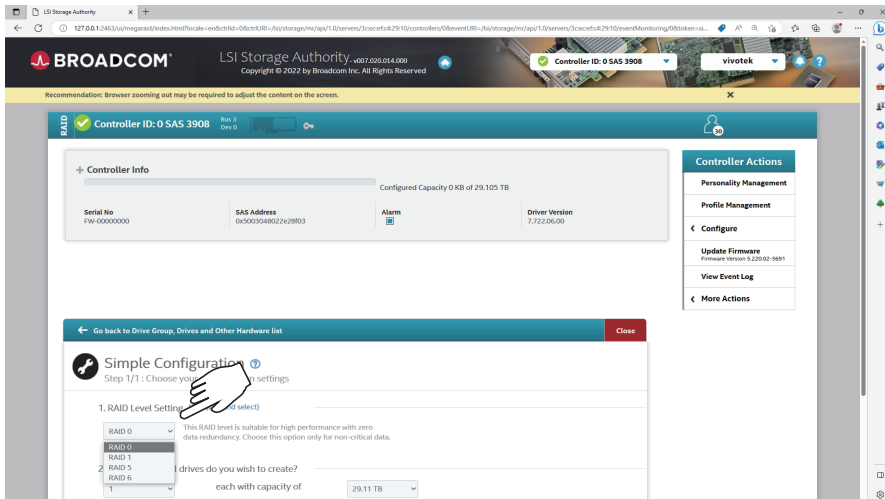 LSI Storage Authority
127.0.0.1:2463/ui/megaraid/index.html?locale=en&ctrlId=0&ctrlURI=/lsi/storage/mr/api/1.0/servers/3cecefıc4:29:10/controllers/0&eventURI=/lsi/storage/mr/api/1.0/servers/3cecefıc4:29:10/eventMonitoring/0&token=si...
BROADCOM
LSI Storage Authority- v007.020.014.000
Copyright © 2022 by Broadcom Inc. All Rights Reserved
Controller ID: 0 SAS 3908
vivotek
?
Recommendation: Browser zooming out may be required to adjust the content on the screen.
RAID
Controller ID: 0 SAS 3908
Bus 3
Dev 0
30
+ Controller Info
Configured Capacity 0 KB of 29.105 TB
Serial No
FW-00000000
SAS Address
0x5003048022e28f03
Alarm
Driver Version
7.722.06.00
Controller Actions
Personality Management
Profile Management
Configure
Update Firmware
Firmware Version 5.220.02-3691
View Event Log
More Actions
Go back to Drive Group, Drives and Other Hardware list
Close
Simple Configuration ?
Step 1/1 : Choose your settings
1. RAID Level Setting nd select)
RAID 0
This RAID level is suitable for high performance with zero
data redundancy. Choose this option only for non-critical data.
RAID 0
RAID 1
RAID 5
RAID 6
2 drives do you wish to create?
1
each with capacity of
29.11 TB